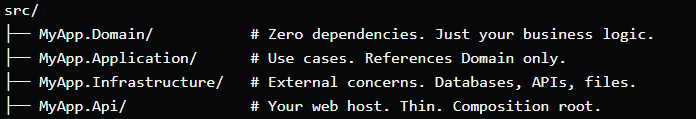 src/
├── MyApp.Domain/          # Zero dependencies. Just your business logic.
├── MyApp.Application/     # Use cases. References Domain only.
├── MyApp.Infrastructure/  # External concerns. Databases, APIs, files.
├── MyApp.Api/             # Your web host. Thin. Composition root.